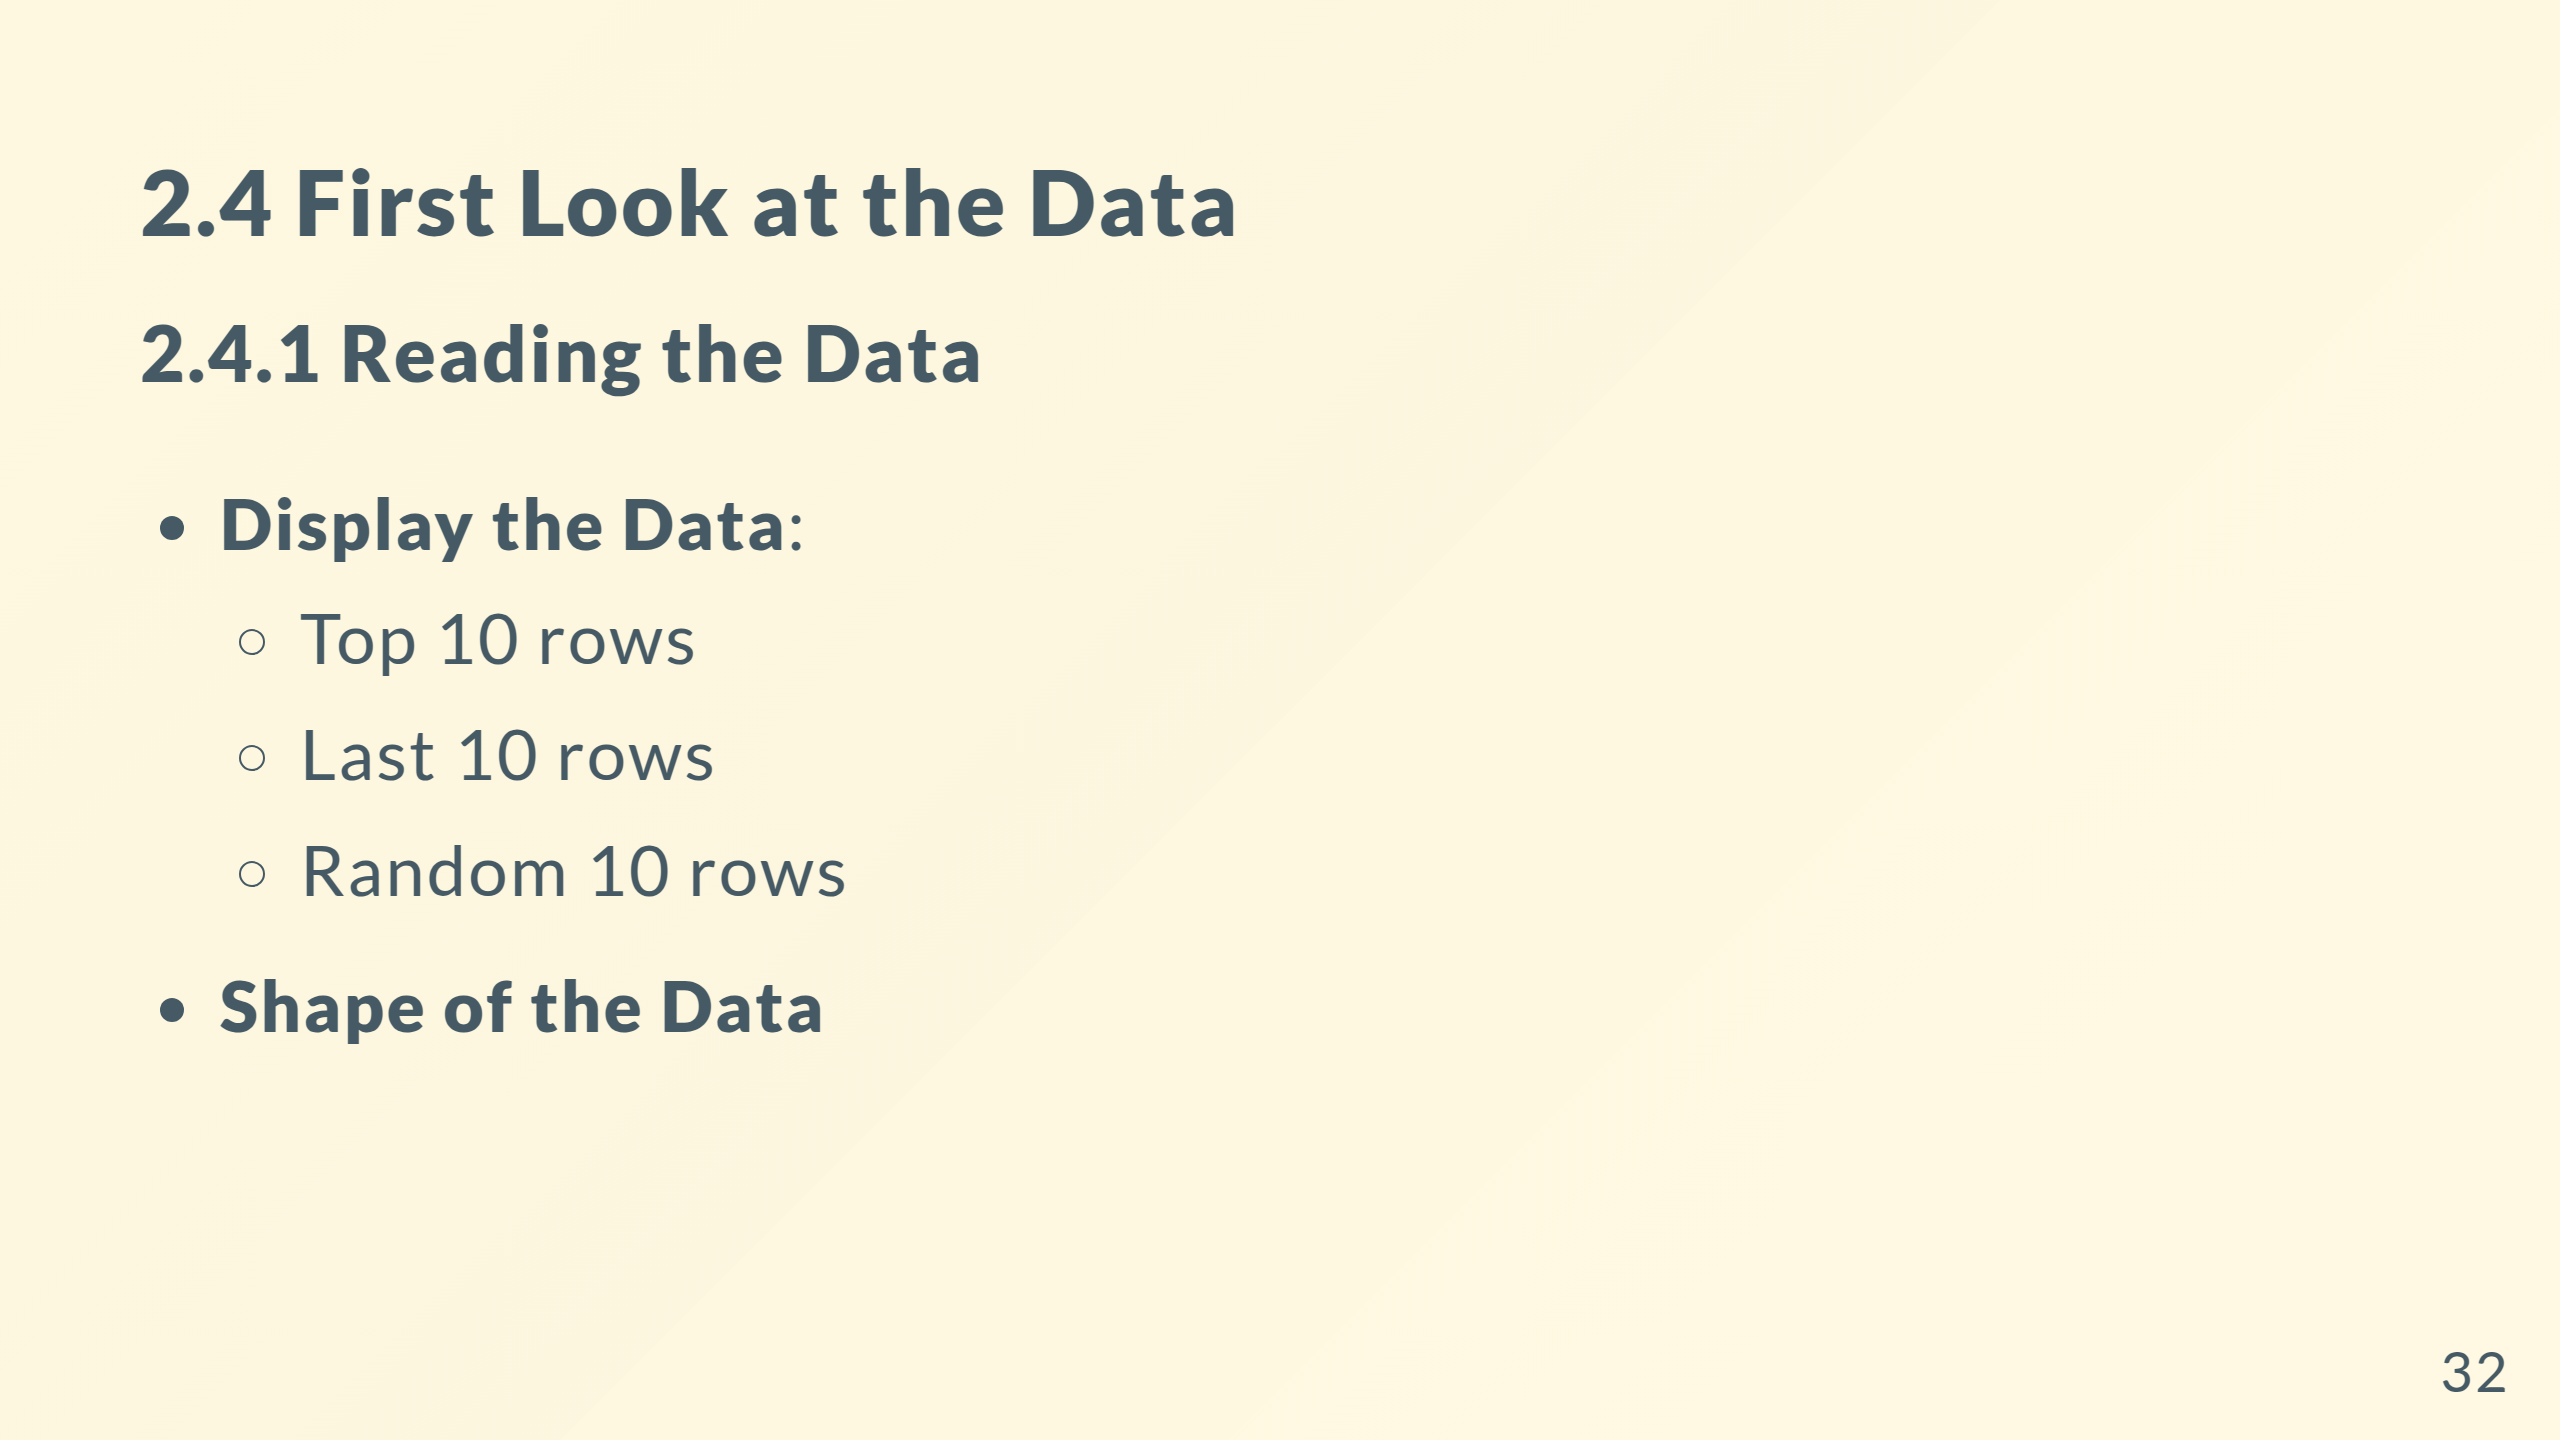 2.4 First Look at the Data
2.4.1 Reading the Data
• Display the Data:
○ Top 10 rows
○ Last 10 rows
○ Random 10 rows
• Shape of the Data
32